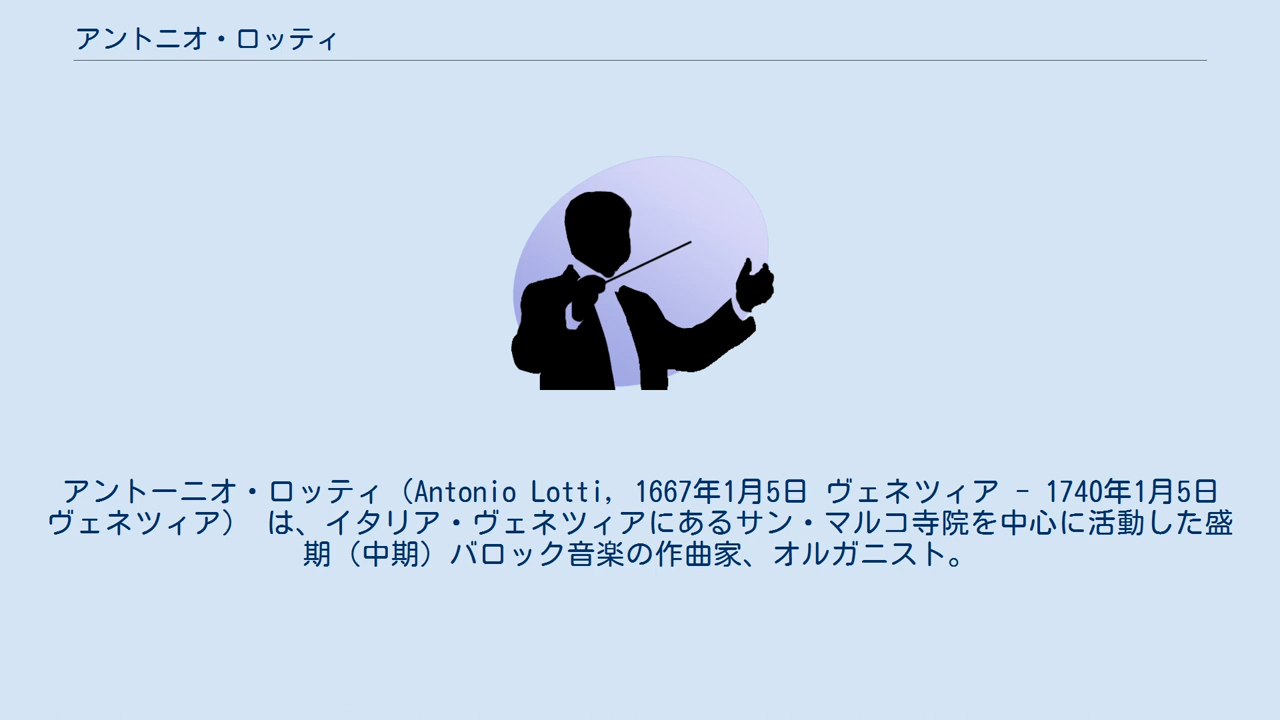 アントニオ・ロッティ
アントーニオ・ロッティ（Antonio Lotti, 1667年1月5日 ヴェネツィア - 1740年1月5日
ヴェネツィア） は、イタリア・ヴェネツィアにあるサン・マルコ寺院を中心に活動した盛
期（中期）バロック音楽の作曲家、オルガニスト。